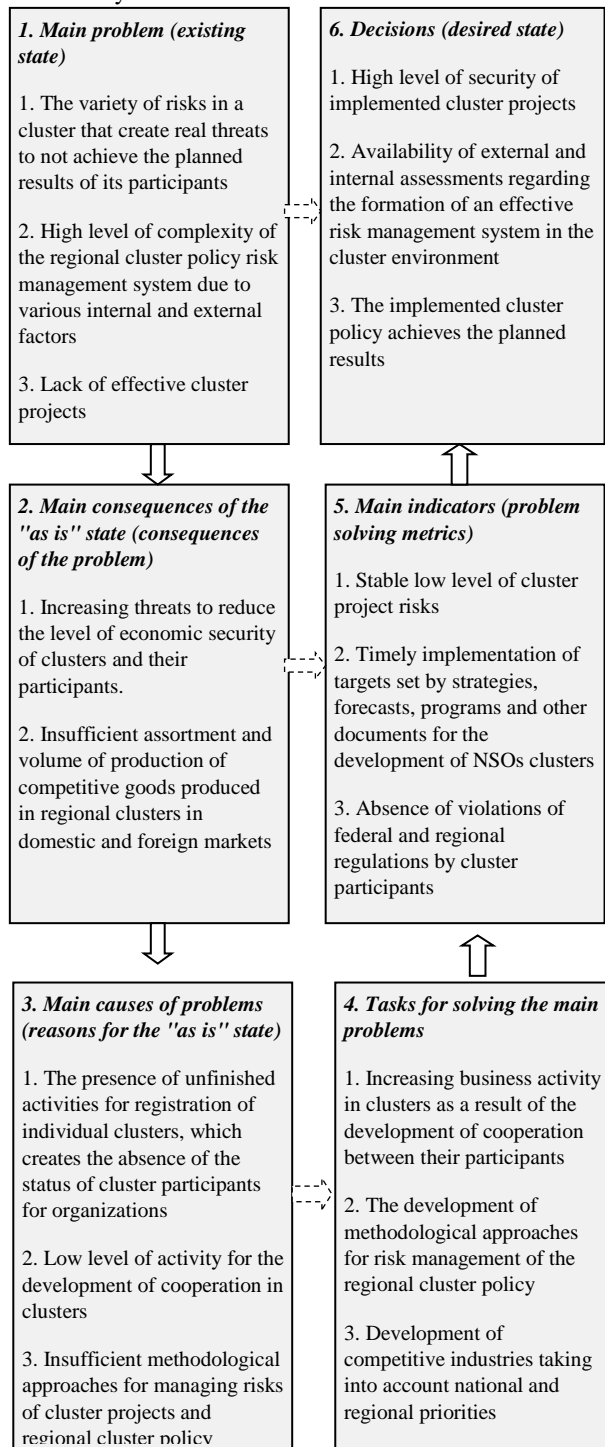 1. Main problem (existing
state)
1. The variety of risks in a
cluster that create real threats
to not achieve the planned
results of its participants
2. High level of complexity of
the regional cluster policy risk
management system due to
various internal and external
factors
3. Lack of effective cluster
projects
6. Decisions (desired state)
1. High level of security of
implemented cluster projects
2. Availability of external and
internal assessments regarding
the formation of an effective
risk management system in the
cluster environment
3. The implemented cluster
policy achieves the planned
results
2. Main consequences of the
"as is" state (consequences
of the problem)
1. Increasing threats to reduce
the level of economic security
of clusters and their
participants.
2. Insufficient assortment and
volume of production of
competitive goods produced
in regional clusters in
domestic and foreign markets
5. Main indicators (problem
solving metrics)
1. Stable low level of cluster
project risks
2. Timely implementation of
targets set by strategies,
forecasts, programs and other
documents for the
development of NSOs clusters
3. Absence of violations of
federal and regional
regulations by cluster
participants
3. Main causes of problems
(reasons for the "as is" state)
1. The presence of unfinished
activities for registration of
individual clusters, which
creates the absence of the
status of cluster participants
for organizations
2. Low level of activity for the
development of cooperation in
clusters
3. Insufficient methodological
approaches for managing risks
of cluster projects and
regional cluster policy
4. Tasks for solving the main
problems
1. Increasing business activity
in clusters as a result of the
development of cooperation
between their participants
2. The development of
methodological approaches
for risk management of the
regional cluster policy
3. Development of
competitive industries taking
into account national and
regional priorities